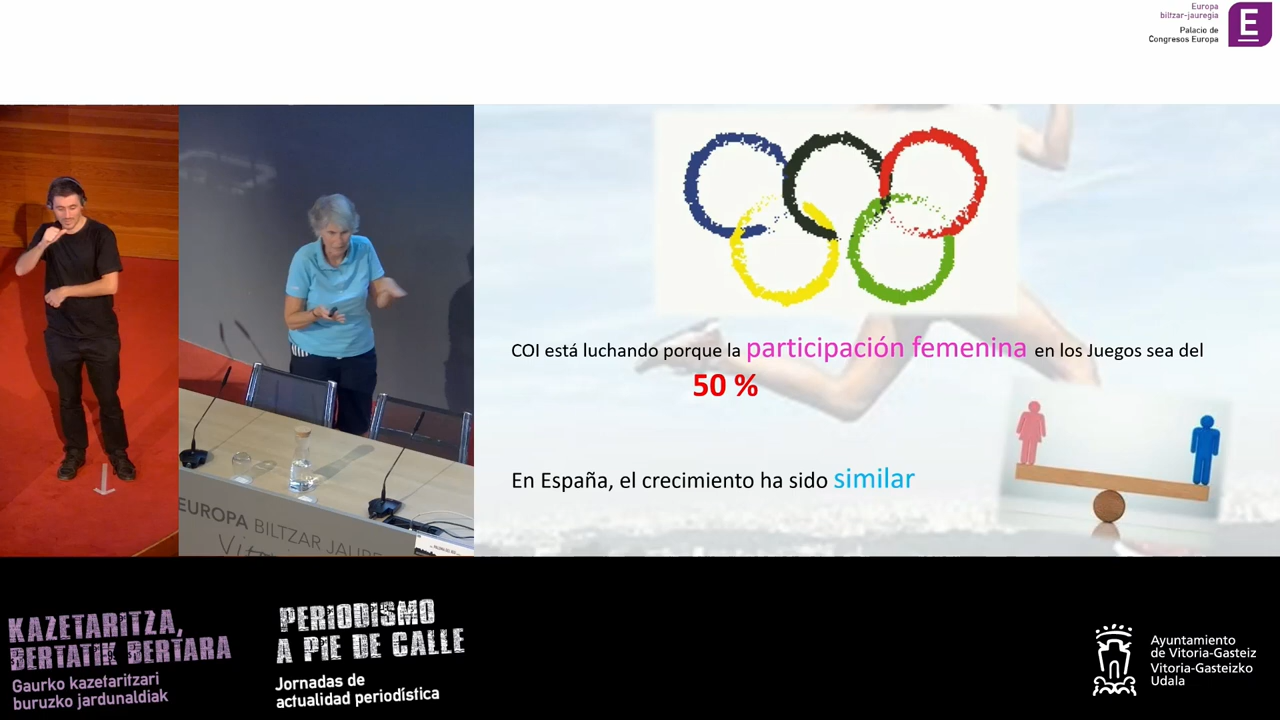 Europa
biltzar-jauregia
Palacio de
Congresos Europa
E
COI está luchando porque la participación femenina en los Juegos sea del
50 %
En España, el crecimiento ha sido similar
EUROPA BILTZAR JAURE
KAZETARITZA,
BERTATIK BERTARA
Gaurko kazetaritzari
buruzko jardunaldiak
PERIODISMO
A PIE DE CALLE
Jornadas de
actualidad periodística
Ayuntamiento
de Vitoria-Gasteiz
Vitoria-Gasteizko
Udala